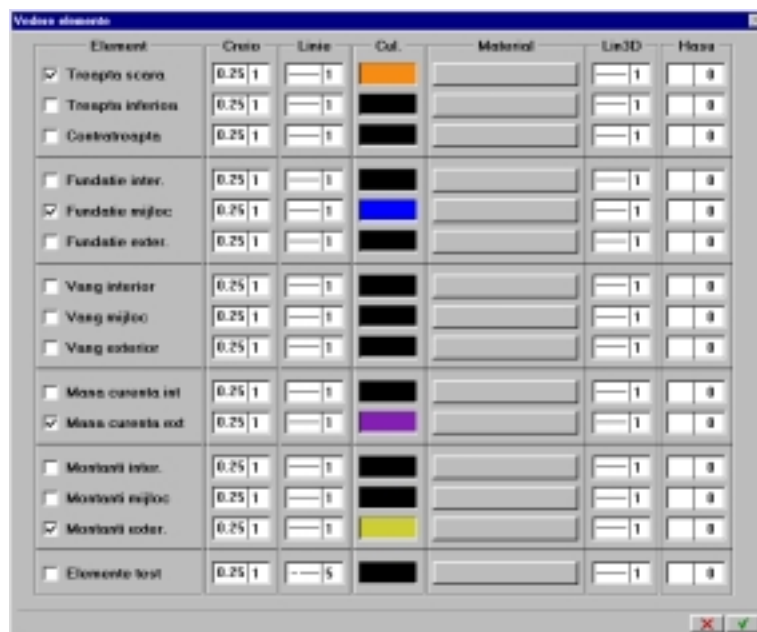 Vedere elemente
Element Creio Linie Cul. Material Lin3D Hasu
Treapta scara 0.25 1 1 1 0
Treapta inferioa 0.25 1 1 1 0
Contratreapta 0.25 1 1 1 0
Fundatie inter. 0.25 1 1 1 0
Fundatie mijloc 0.25 1 1 1 0
Fundatie exter. 0.25 1 1 1 0
Vang interior 0.25 1 1 1 0
Vang mijloc 0.25 1 1 1 0
Vang exterior 0.25 1 1 1 0
Mana curenta int 0.25 1 1 1 0
Mana curenta ext 0.25 1 1 1 0
Montanti inter. 0.25 1 1 1 0
Montanti mijloc 0.25 1 1 1 0
Montanti exter. 0.25 1 1 1 0
Elemente test 0.25 1 5 1 0